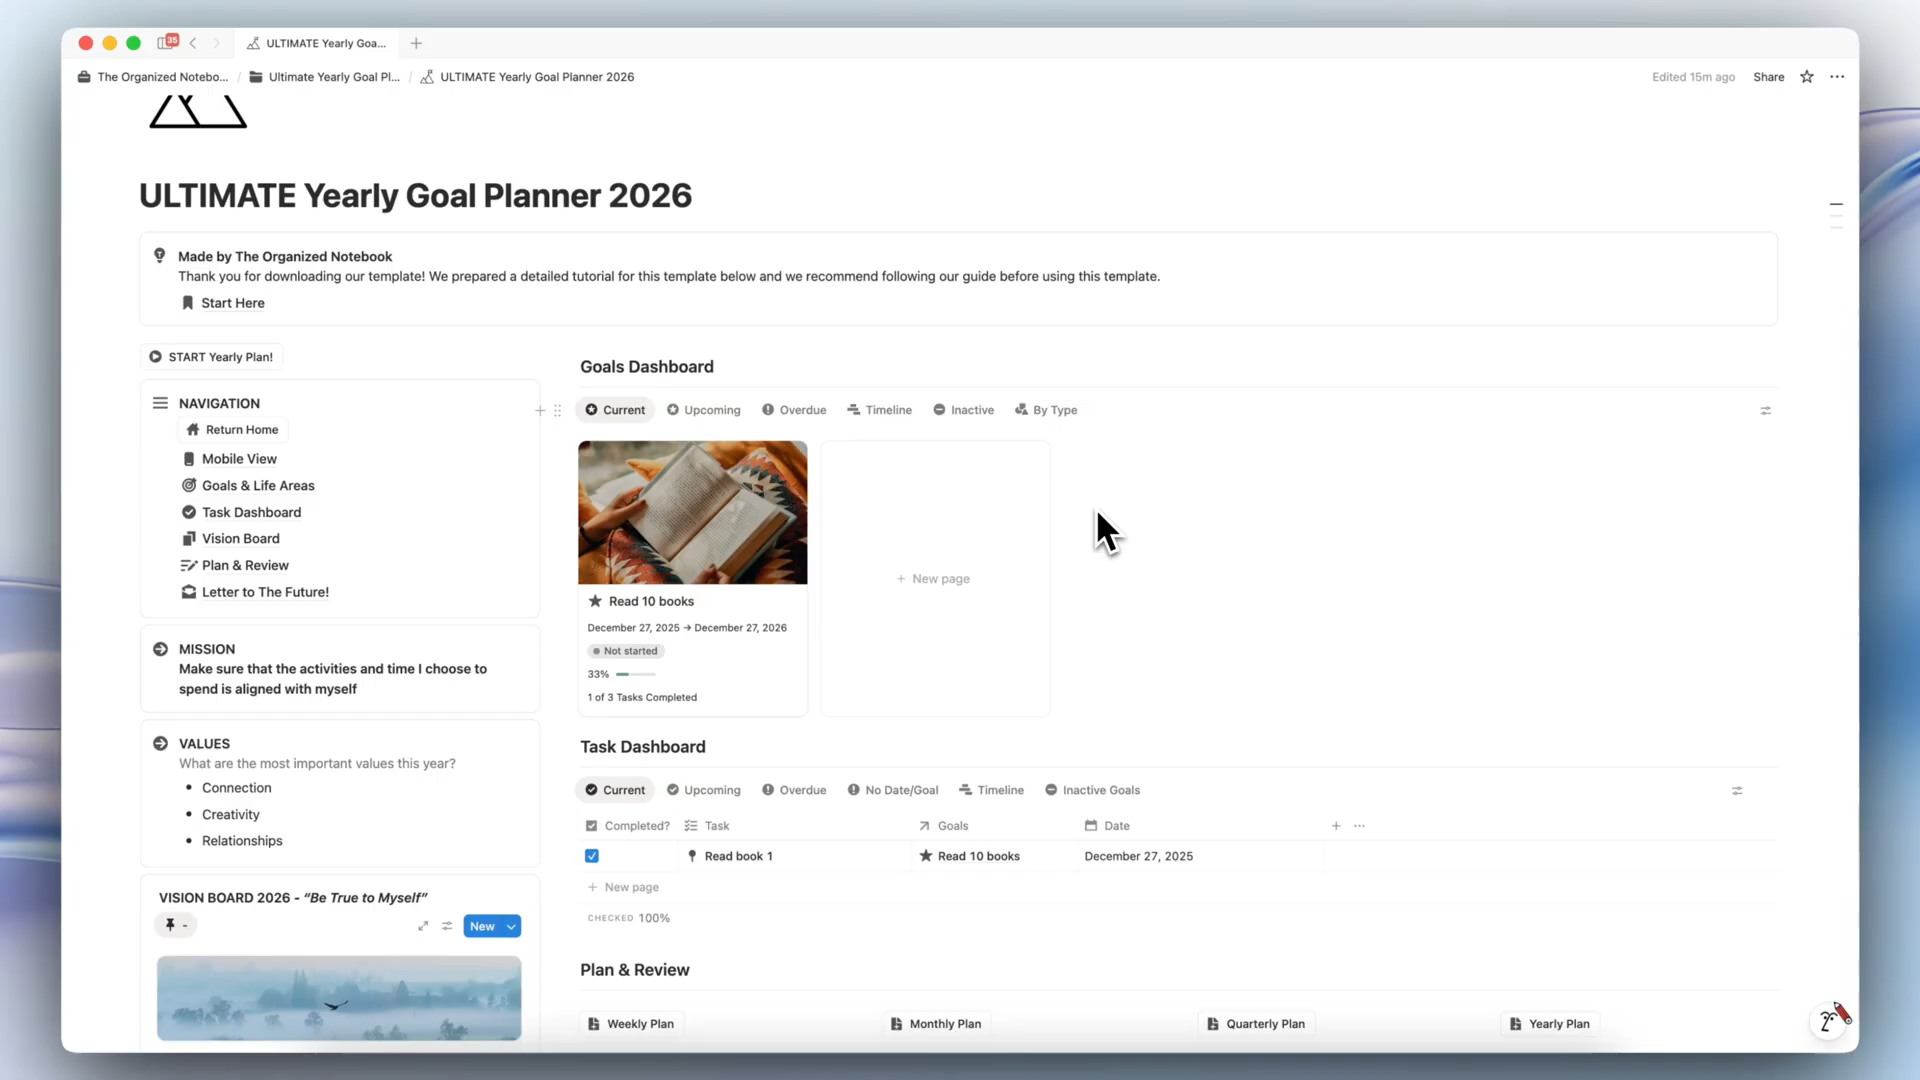 35
ULTIMATE Yearly Goa...
The Organized Notebo... / Ultimate Yearly Goal Pl... / ULTIMATE Yearly Goal Planner 2026
Edited 15m ago
Share
ULTIMATE Yearly Goal Planner 2026
Made by The Organized Notebook
Thank you for downloading our template! We prepared a detailed tutorial for this template below and we recommend following our guide before using this template.
Start Here
START Yearly Plan!
NAVIGATION
Return Home
Mobile View
Goals & Life Areas
Task Dashboard
Vision Board
Plan & Review
Letter to The Future!
MISSION
Make sure that the activities and time I choose to
spend is aligned with myself
VALUES
What are the most important values this year?
• Connection
• Creativity
• Relationships
VISION BOARD 2026 - “Be True to Myself”
-
New
Goals Dashboard
Current Upcoming Overdue Timeline Inactive By Type
Read 10 books
December 27, 2025 → December 27, 2026
Not started
33%
1 of 3 Tasks Completed
+ New page
Task Dashboard
Current Upcoming Overdue No Date/Goal Timeline Inactive Goals
Completed? Task Goals Date
Read book 1 Read 10 books December 27, 2025
+ New page
CHECKED 100%
Plan & Review
Weekly Plan Monthly Plan Quarterly Plan Yearly Plan